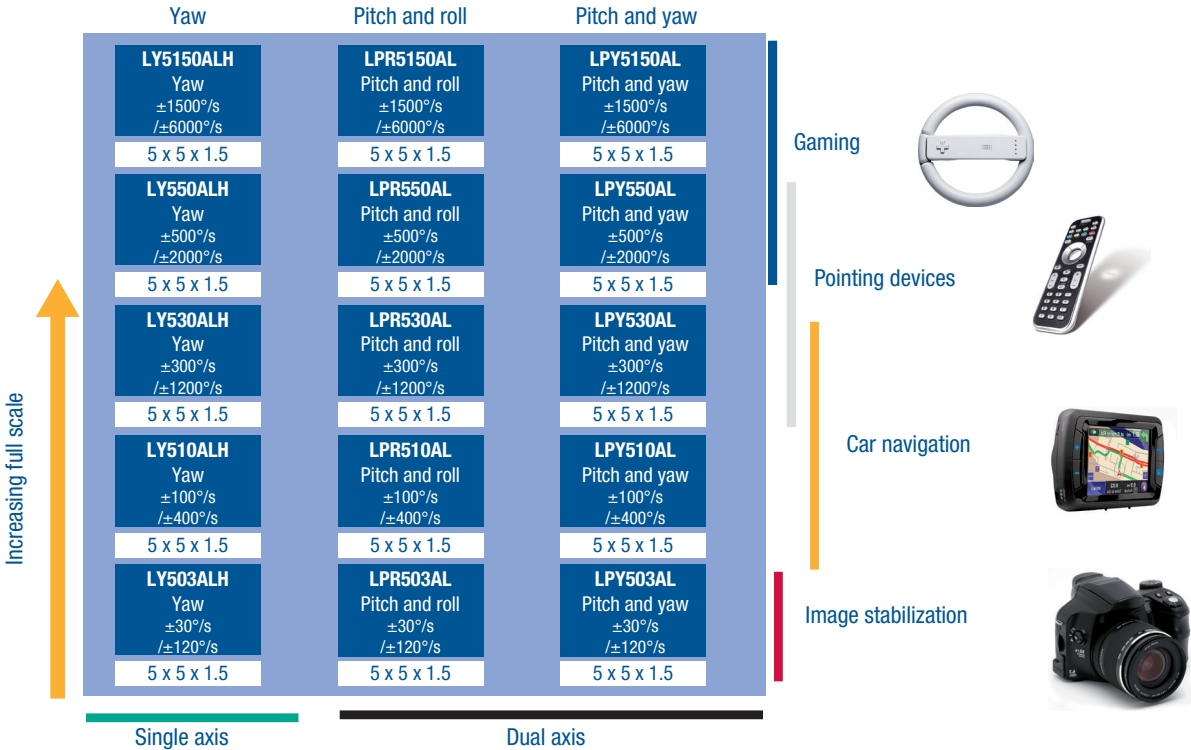 Yaw Pitch and roll Pitch and yaw
LY5150ALH
Yaw
±1500°/s
/±6000°/s
5 x 5 x 1.5
LPR5150AL
Pitch and roll
±1500°/s
/±6000°/s
5 x 5 x 1.5
LPY5150AL
Pitch and yaw
±1500°/s
/±6000°/s
5 x 5 x 1.5
LY550ALH
Yaw
±500°/s
/±2000°/s
5 x 5 x 1.5
LPR550AL
Pitch and roll
±500°/s
/±2000°/s
5 x 5 x 1.5
LPY550AL
Pitch and yaw
±500°/s
/±2000°/s
5 x 5 x 1.5
LY530ALH
Yaw
±300°/s
/±1200°/s
5 x 5 x 1.5
LPR530AL
Pitch and roll
±300°/s
/±1200°/s
5 x 5 x 1.5
LPY530AL
Pitch and yaw
±300°/s
/±1200°/s
5 x 5 x 1.5
LY510ALH
Yaw
±100°/s
/±400°/s
5 x 5 x 1.5
LPR510AL
Pitch and roll
±100°/s
/±400°/s
5 x 5 x 1.5
LPY510AL
Pitch and yaw
±100°/s
/±400°/s
5 x 5 x 1.5
LY503ALH
Yaw
±30°/s
/±120°/s
5 x 5 x 1.5
LPR503AL
Pitch and roll
±30°/s
/±120°/s
5 x 5 x 1.5
LPY503AL
Pitch and yaw
±30°/s
/±120°/s
5 x 5 x 1.5
Gaming
Pointing devices
Car navigation
Image stabilization
Increasing full scale
Single axis
Dual axis